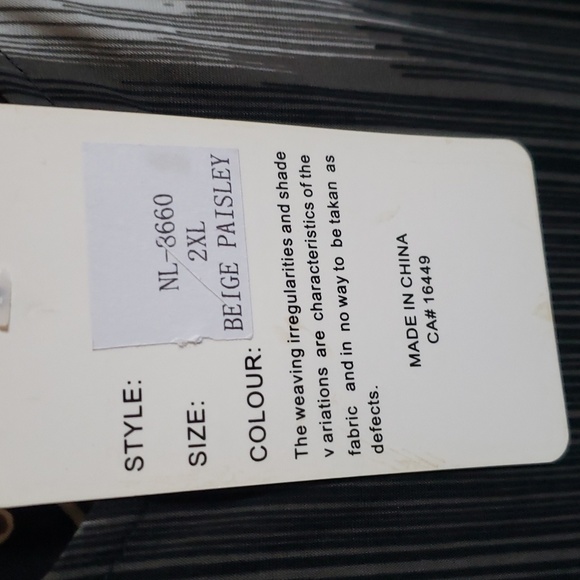 STYLE: NL-3660
SIZE: 2XL
COLOUR: BEIGE PAISLEY
The weaving irregularities and shade
v ariations are characteristics of the
fabric and in no way to be takan as
defects.
MADE IN CHINA
CA# 16449